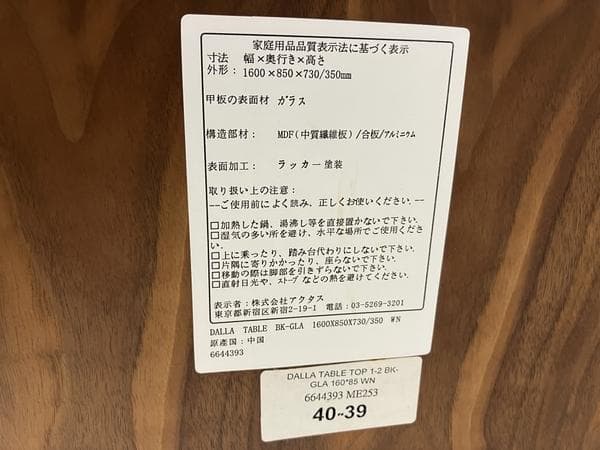 家庭用品品質表示法に基づく表示
寸法 幅×奥行き×高さ
外形：1600×850×730/350mm
甲板の表面材 ガラス
構造部材： MDF(中質繊維板)/合板/アルミニウム
表面加工： ラッカー塗装
取り扱い上の注意：
--ご使用前によく読み、正しくお使いください.--
□加熱した鍋、湯沸し等を直接置かないで下さい.
□湿気の多い所を避け、水平な場所でご使用くださ
い.
□上に乗ったり、踏み台代わりにしないで下さい.
□片隅に寄りかかったり、座らないで下さい.
□移動の際は脚部を引きずらないで下さい.
□直射日光や、ストーブなどの熱を避けてください.
表示者：株式会社アクタス
東京都新宿区新宿2-19-1 電話：03-5269-3201
DALLA TABLE BK-GLA 1600X850X730/350 WN
原産国：中国
6644393
DALLA TABLE TOP 1-2 BK-
GLA 160*85 WN
6644393 ME253
40-39